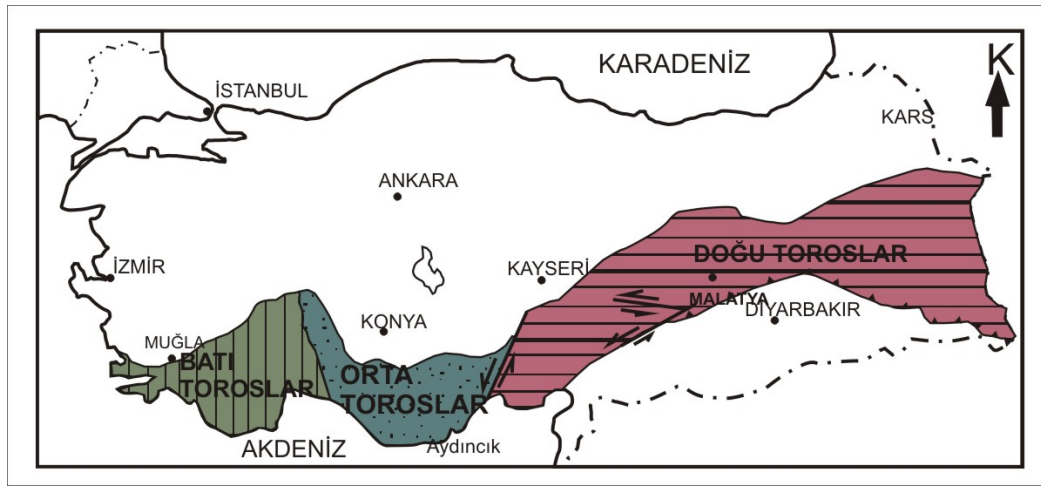 KARADENİZ
K
İSTANBUL
KARS
ANKARA
DOĞU TOROSLAR
İZMİR
KAYSERİ
MALATYA
DİYARBAKIR
KONYA
MUĞLA
BATI
TOROSLAR
ORTA
TOROSLAR
AKDENİZ
Aydıncık